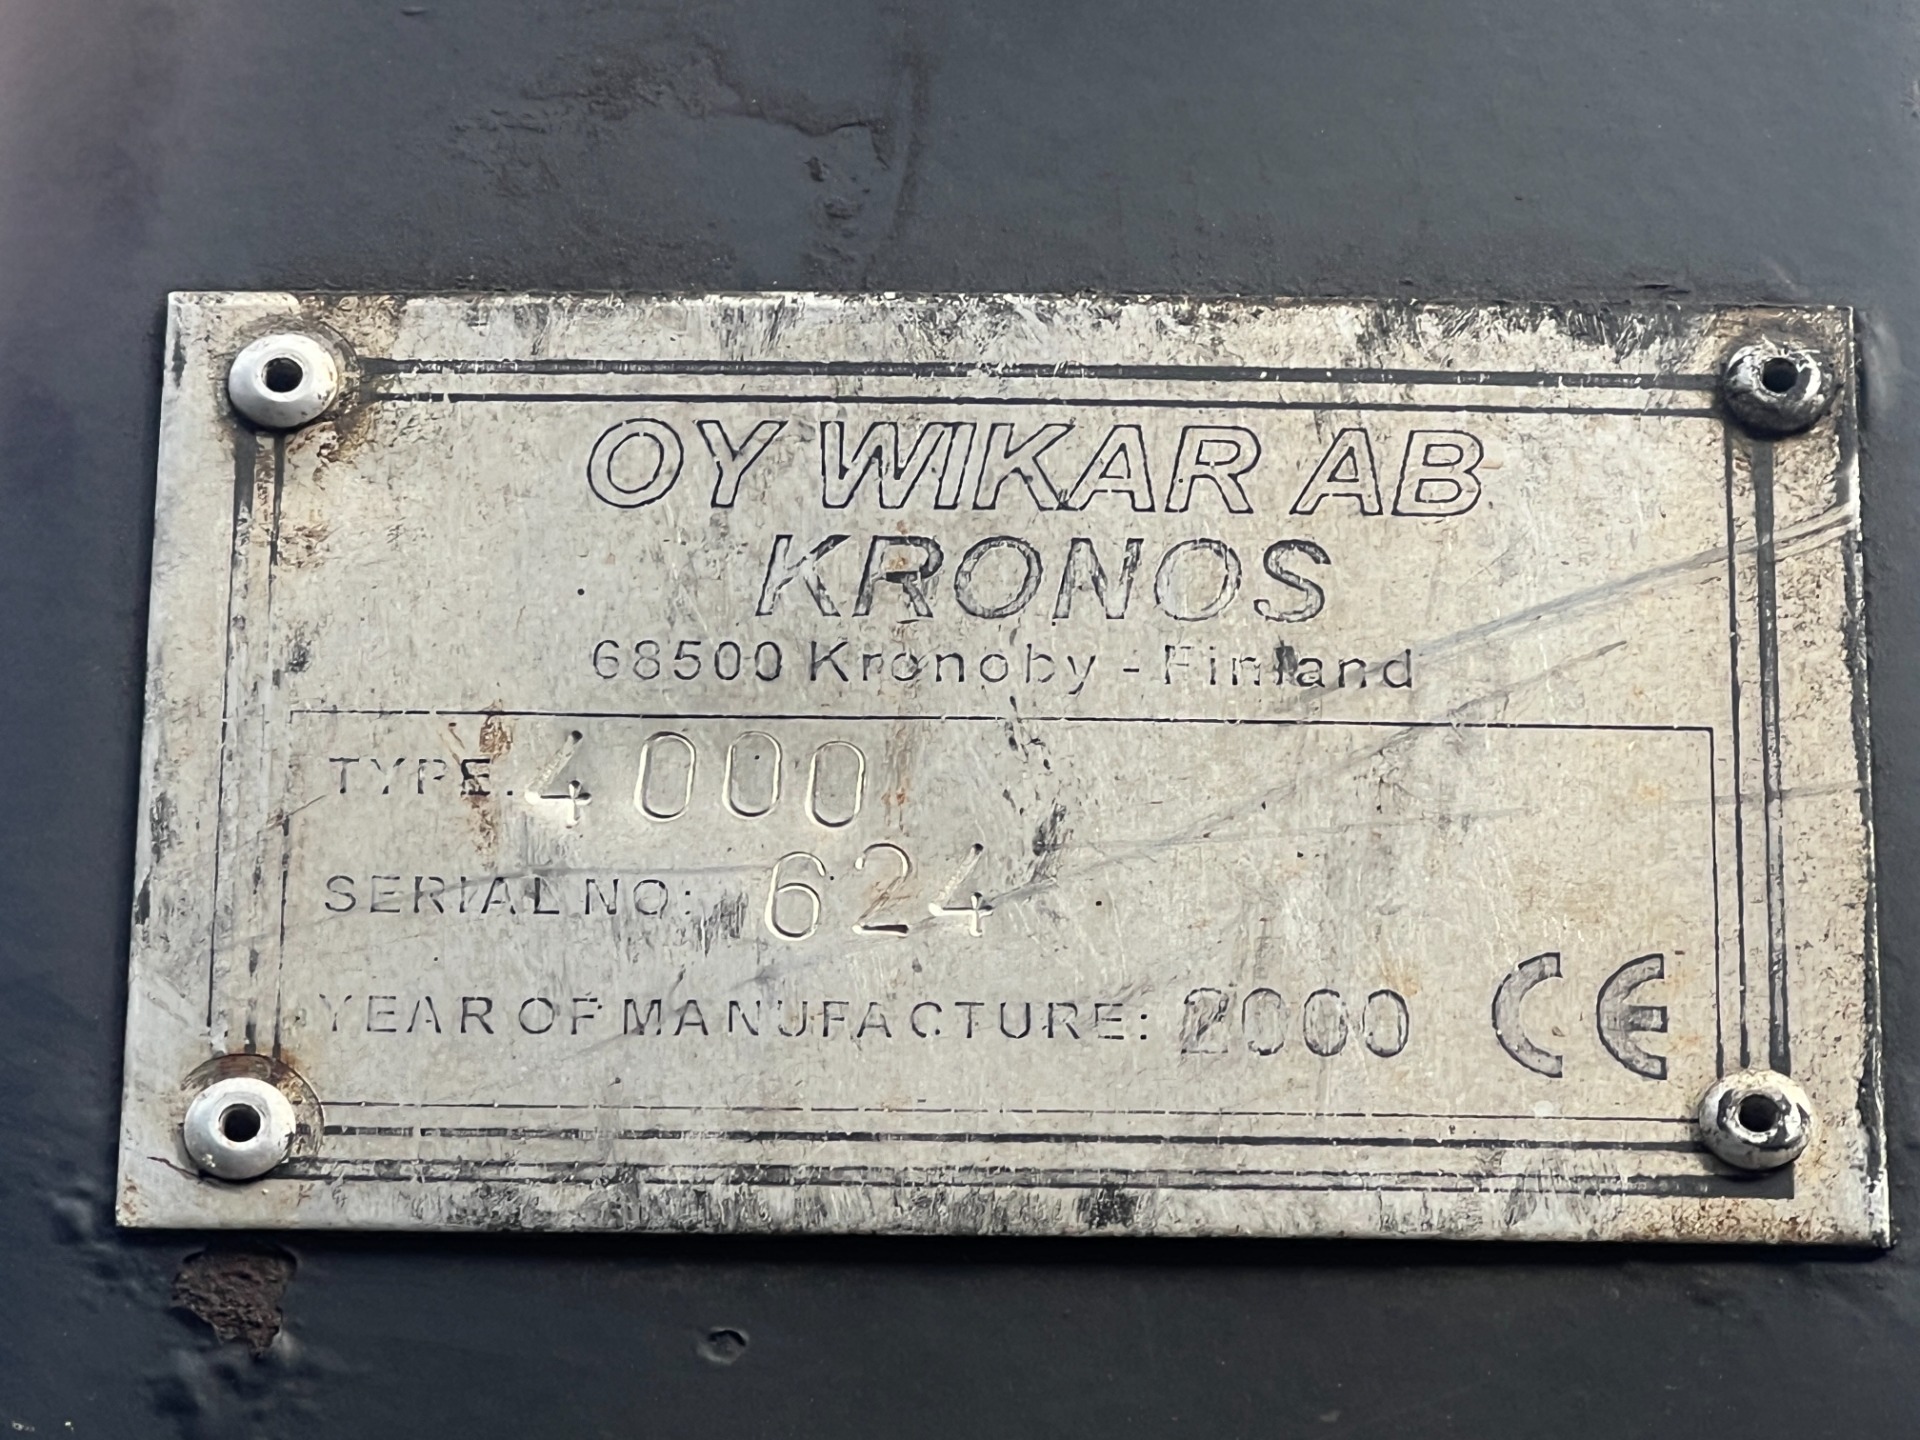 OY WIKAR AB
KRONOS
68500 Kronoby - Finland
TYPE. 4000
SERIAL NO: 624
YEAR OF MANUFACTURE: 2000 CE